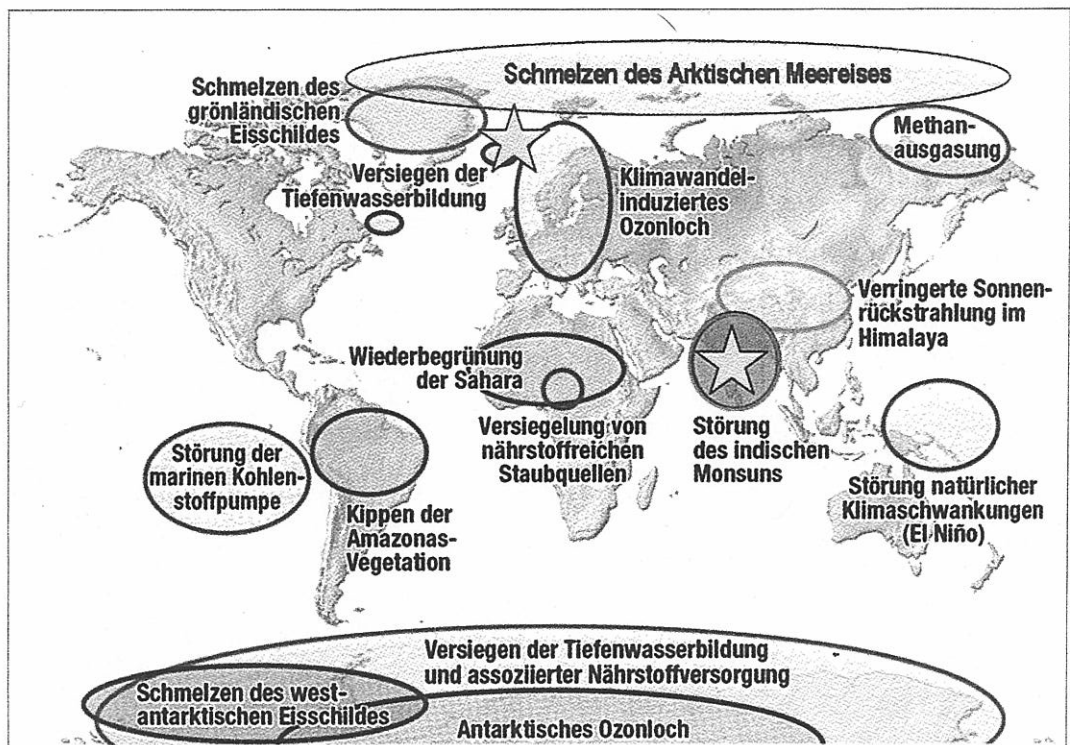 Schmelzen des Arktischen Meereises
Schmelzen des
grönländischen
Eisschildes
Methan-
ausgasung
Versiegen der
Tiefenwasserbildung
Klimawandel-
induziertes
Ozonloch
Verringerte Sonnen-
rückstrahlung im
Himalaya
Wiederbegrünung
der Sahara
Versiegelung von
nährstoffreichen
Staubquellen
Störung
des indischen
Monsuns
Störung der
marinen Kohlen-
stoffpumpe
Kippen der
Amazonas-
Vegetation
Störung natürlicher
Klimaschwankungen
(El-Niño)
Versiegen der Tiefenwasserbildung
und assoziierter Nährstoffversorgung
Schmelzen des west-
antarktischen Eisschildes
Antarktisches Ozonloch